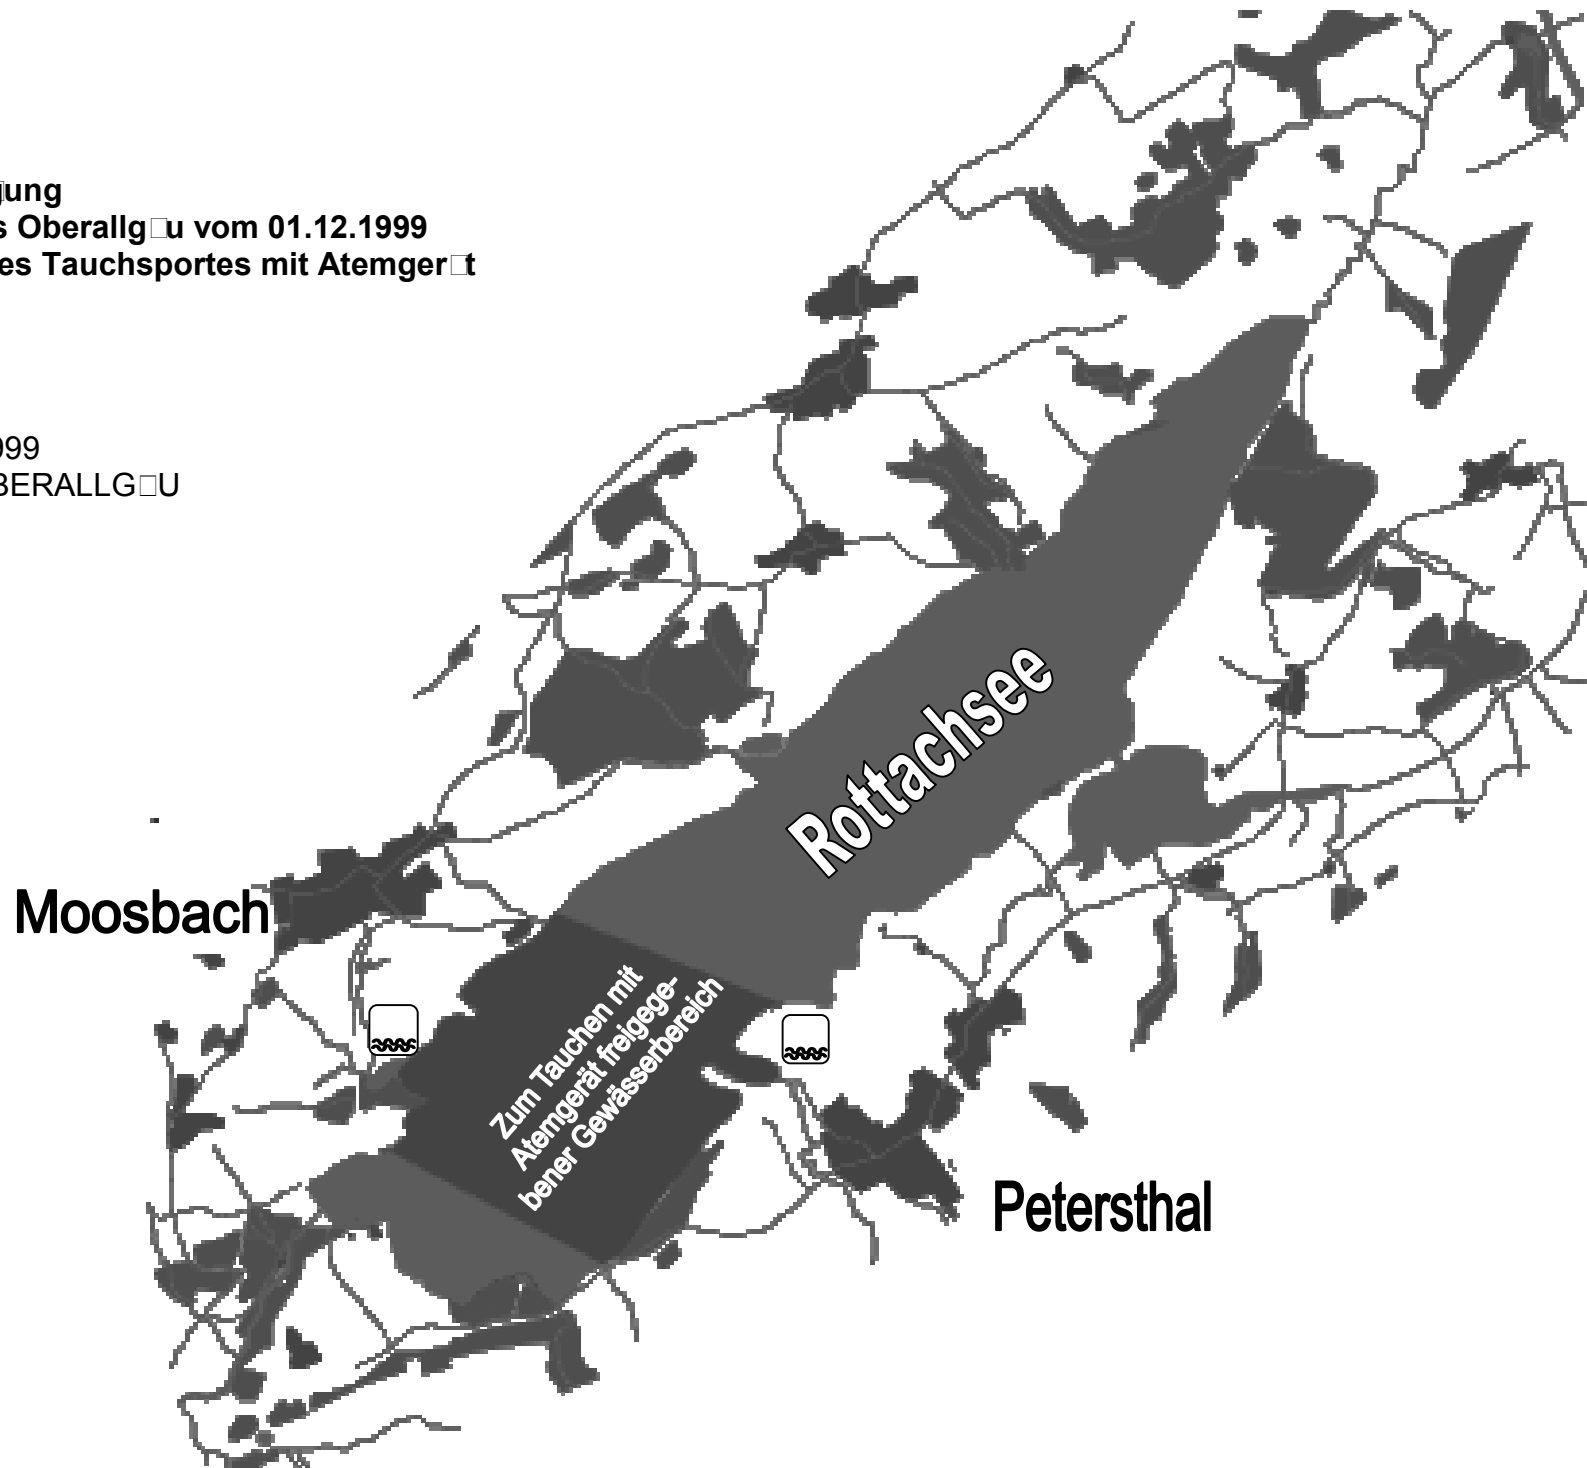 gung
s Oberallg□u vom 01.12.1999
es Tauchsportes mit Atemger□t
999
BERALLG□U
Rottachsee
Moosbach
Zum Tauchen mit
Atemgerät freigege-
bener Gewässerbereich
Petersthal